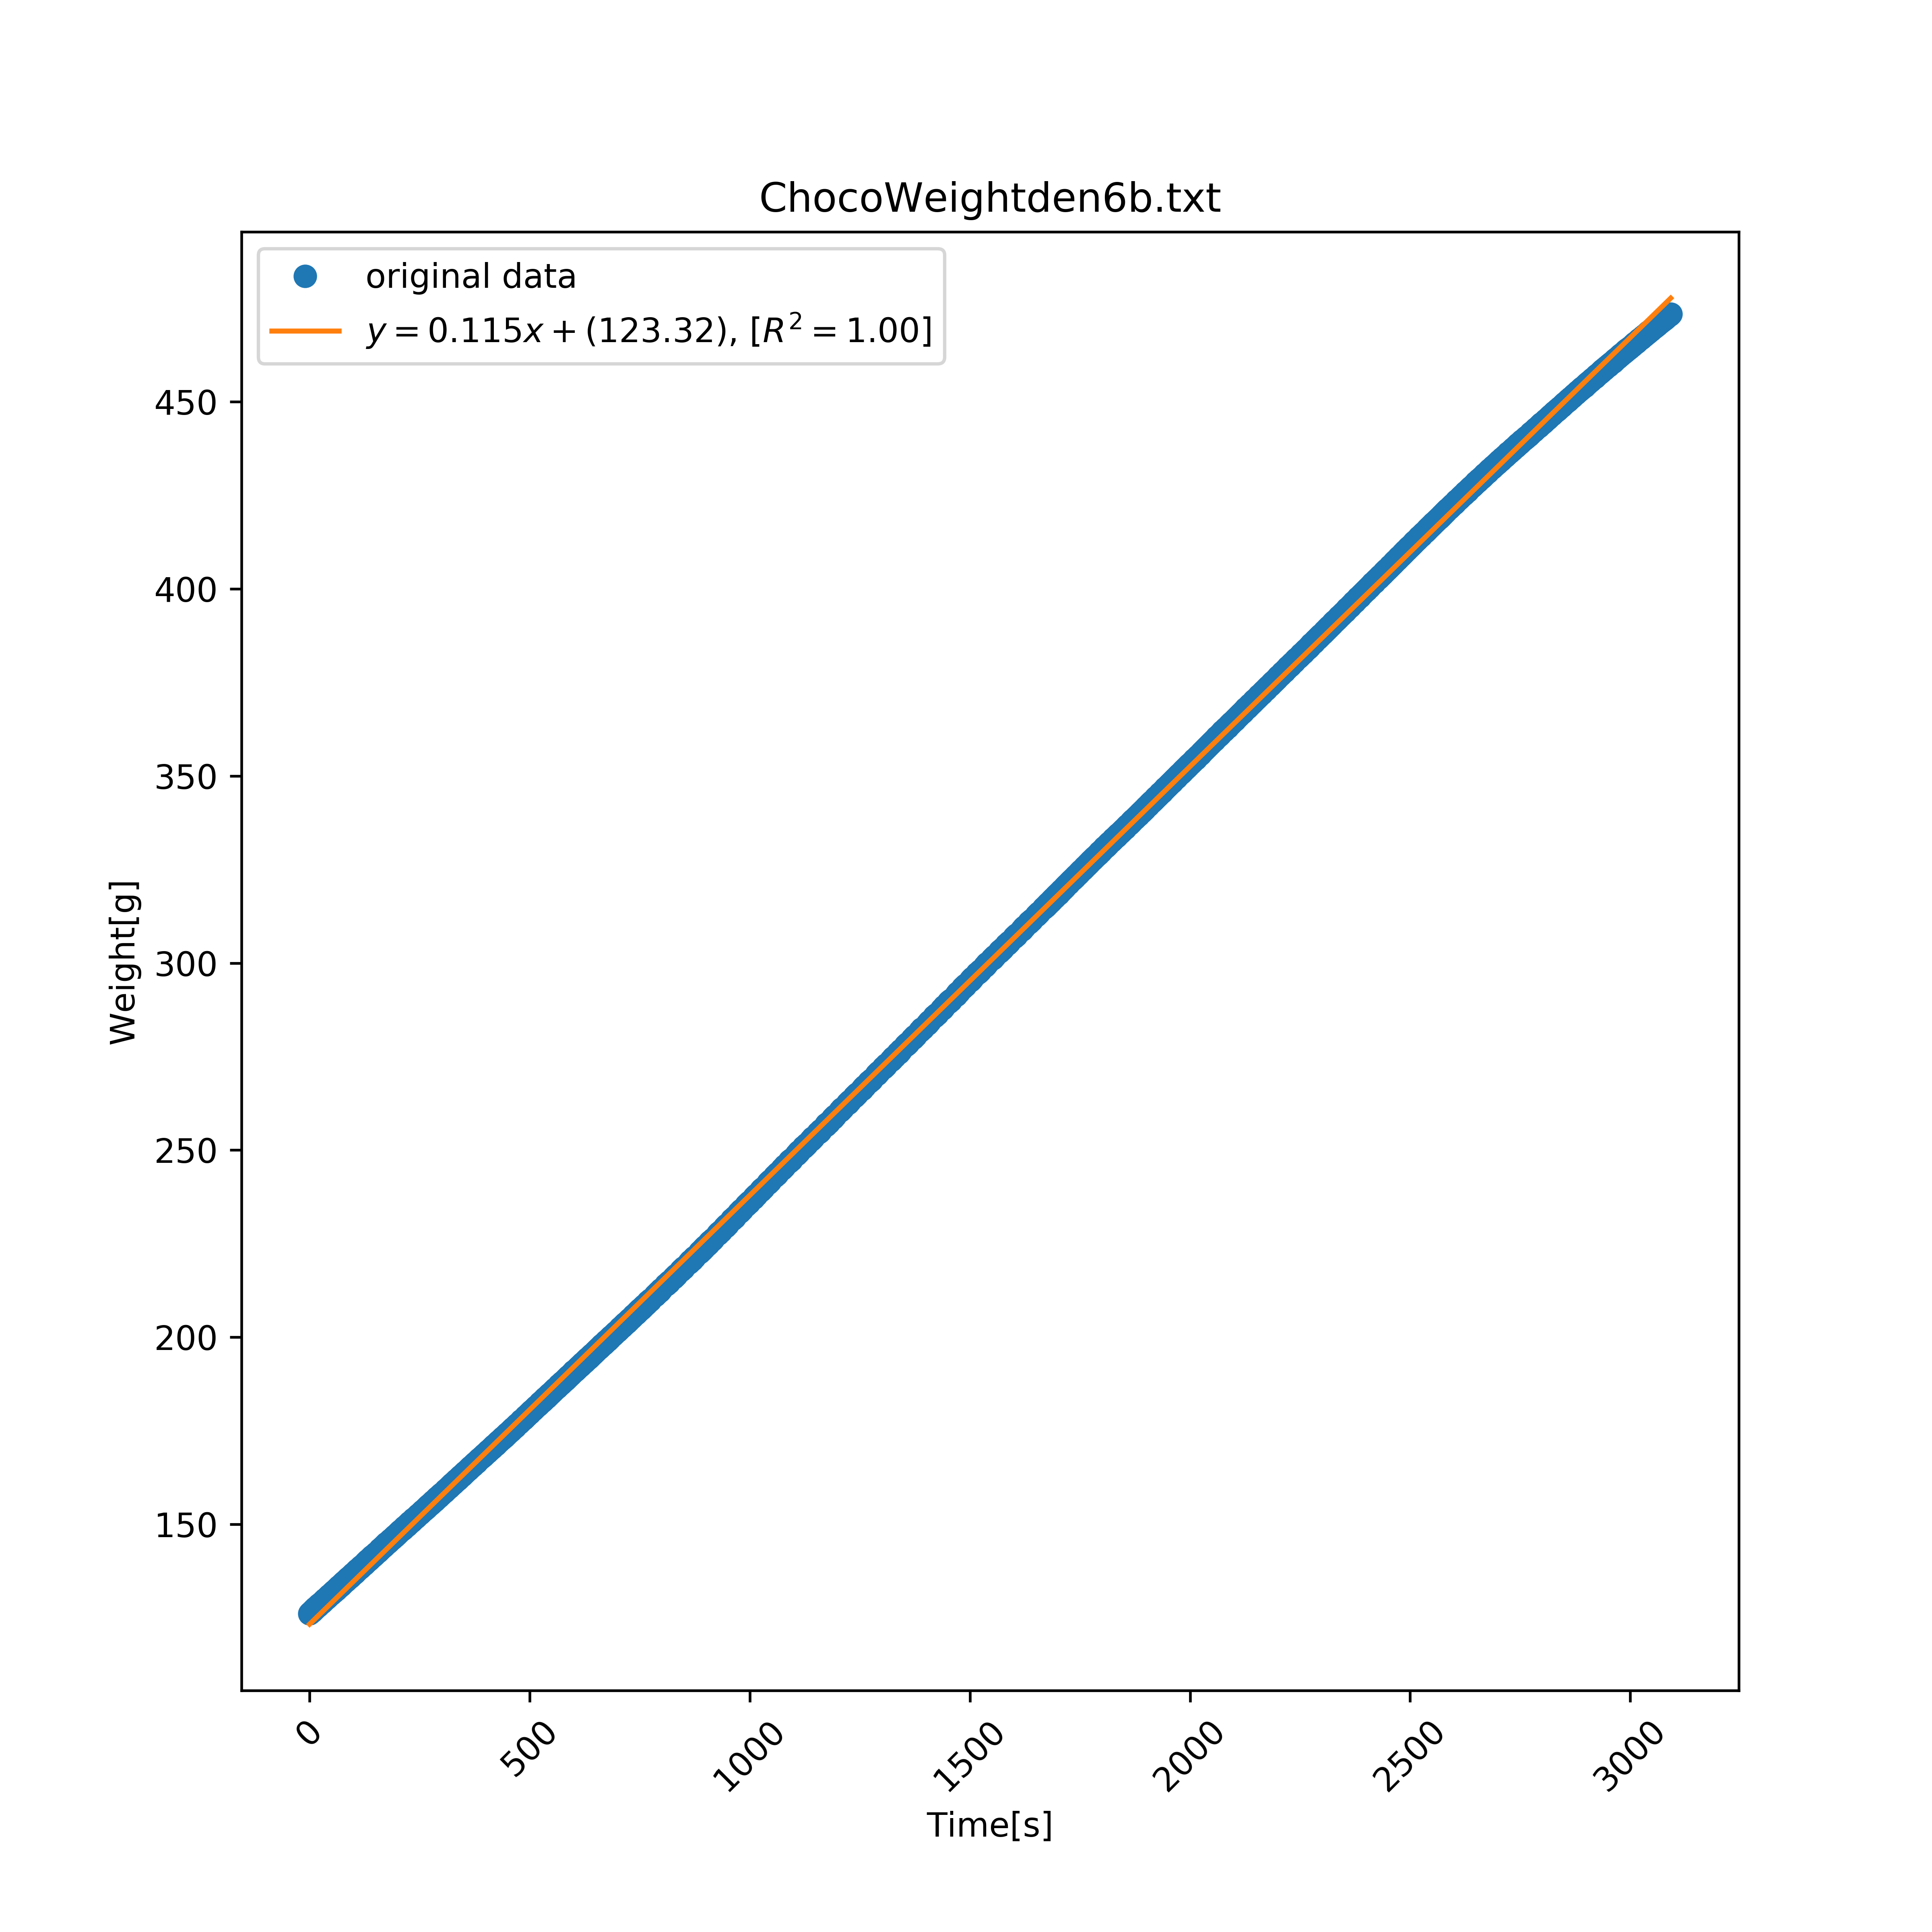 ChocoWeightden6b.txt
original data
y = 0.115x + (123.32), [R² = 1.00]
450
400
350
300
250
200
150
Weight[g]
0
500
1000
1500
2000
2500
3000
Time[s]